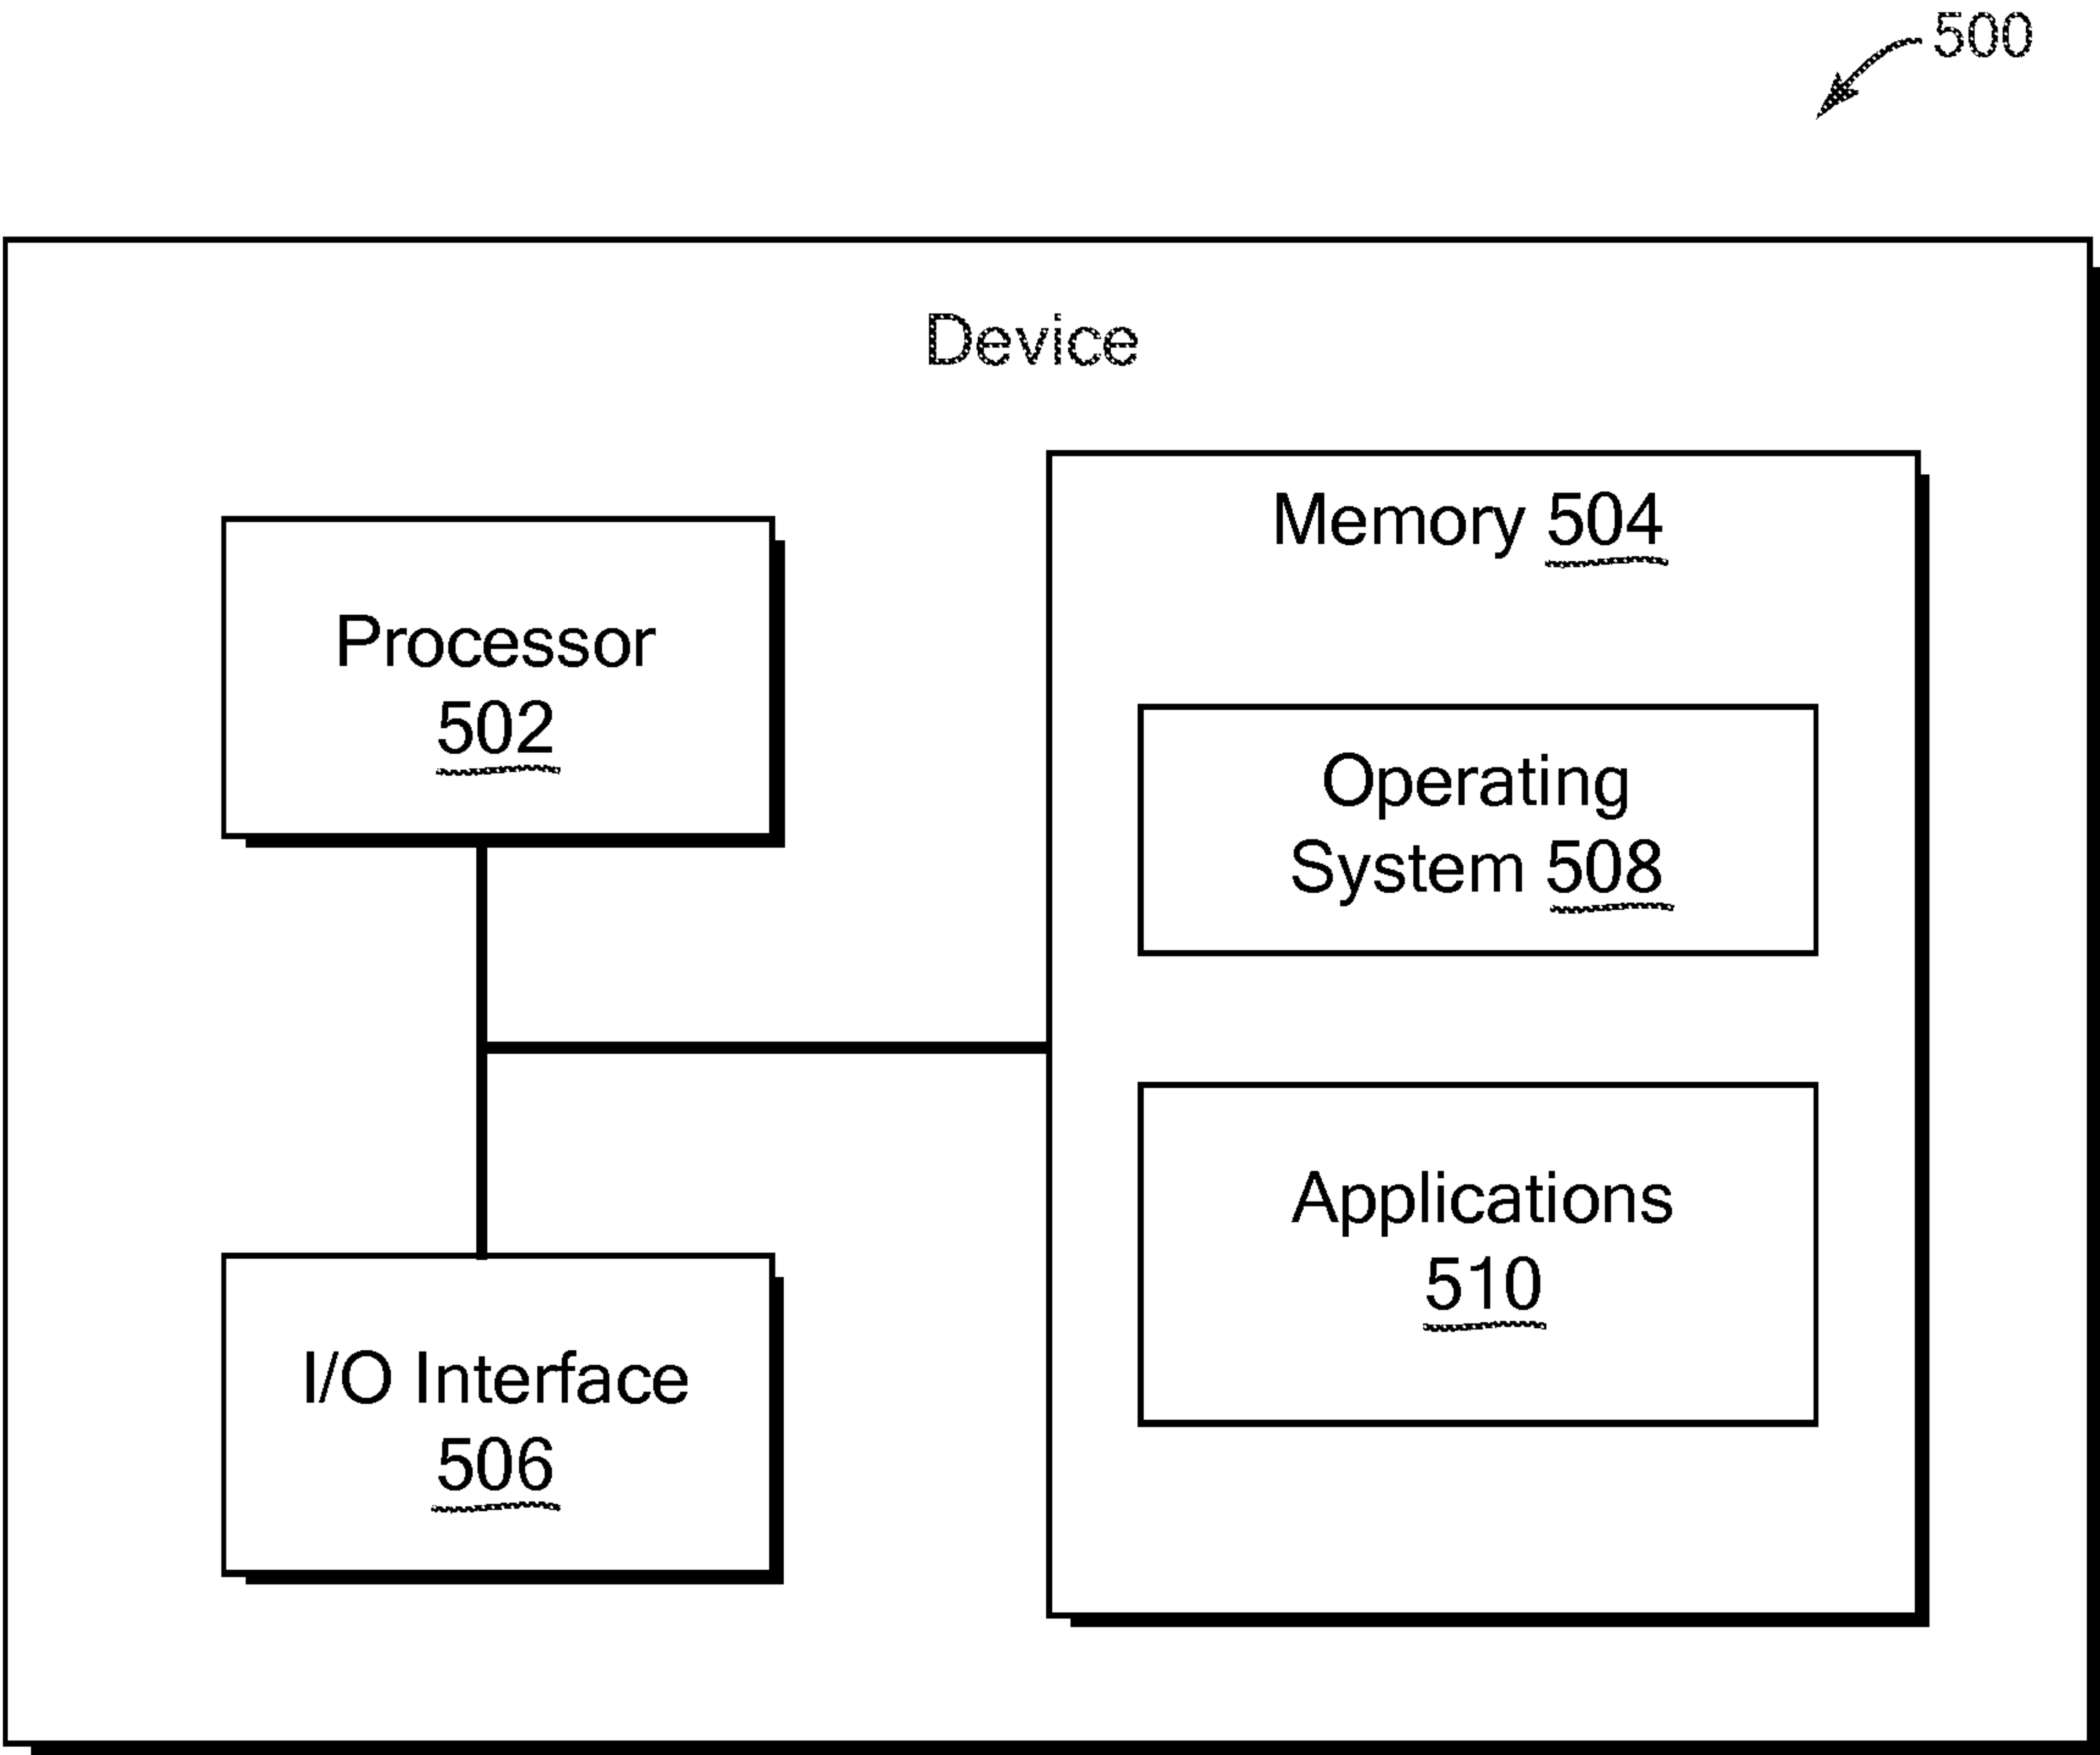 500
Device
Processor
502
Memory 504
Operating
System 508
Applications
510
I/O Interface
506